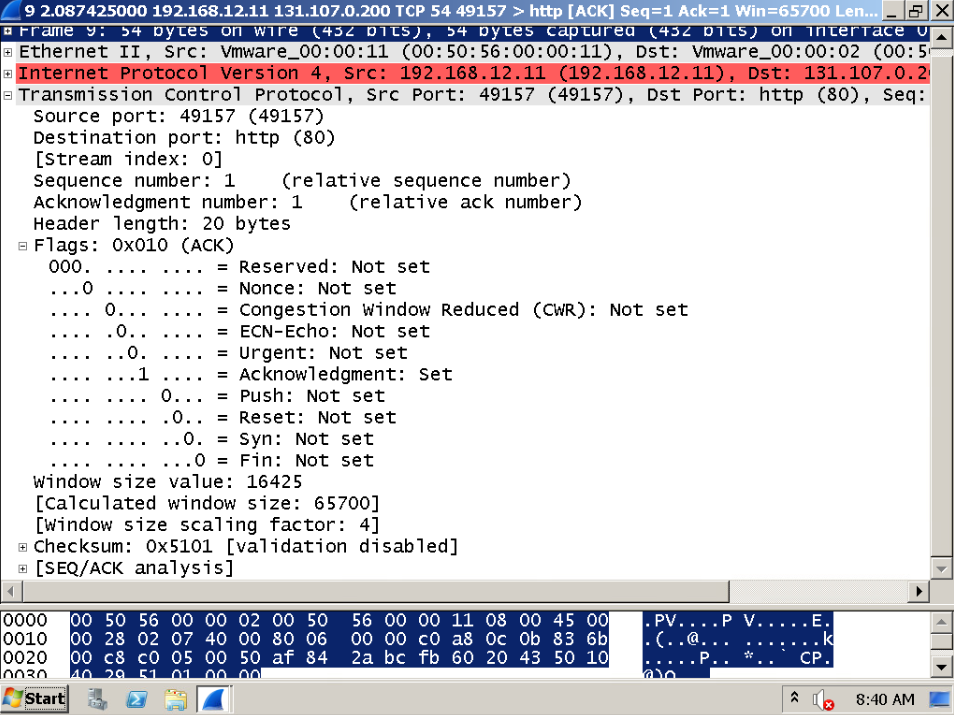 9 2.087425000 192.168.12.11 131.107.0.200 TCP 54 49157 > http [ACK] Seq=1 Ack=1 Win=65700 Len...
Frame 9: 54 bytes on wire (432 bits), 54 bytes captured (432 bits) on interface 0
Ethernet II, Src: Vmware_00:00:11 (00:50:56:00:00:11), Dst: Vmware_00:00:02 (00:5
Internet Protocol Version 4, Src: 192.168.12.11 (192.168.12.11), Dst: 131.107.0.2
Transmission Control Protocol, Src Port: 49157 (49157), Dst Port: http (80), Seq:
Source port: 49157 (49157)
Destination port: http (80)
[Stream index: 0]
Sequence number: 1    (relative sequence number)
Acknowledgment number: 1    (relative ack number)
Header length: 20 bytes
Flags: 0x010 (ACK)
000. .... .... = Reserved: Not set
...0 .... .... = Nonce: Not set
.... 0... .... = Congestion Window Reduced (CWR): Not set
.... .0.. .... = ECN-Echo: Not set
.... ..0. .... = Urgent: Not set
.... ...1 .... = Acknowledgment: Set
.... .... 0... = Push: Not set
.... .... .0.. = Reset: Not set
.... .... ..0. = Syn: Not set
.... .... ...0 = Fin: Not set
Window size value: 16425
[Calculated window size: 65700]
[Window size scaling factor: 4]
Checksum: 0x5101 [validation disabled]
[SEQ/ACK analysis]
0000 00 50 56 00 00 02 00 50 56 00 00 11 08 00 45 00 .PV....P V.....E.
0010 00 28 02 07 40 00 80 06 00 00 c0 a8 0c 0b 83 6b .(..@... .......k
0020 00 c8 c0 05 00 50 af 84 2a bc fb 60 20 43 50 10 .....P.. *..` CP.
0030 40 29 51 01 00 00 @)Q...
Start 8:40 AM